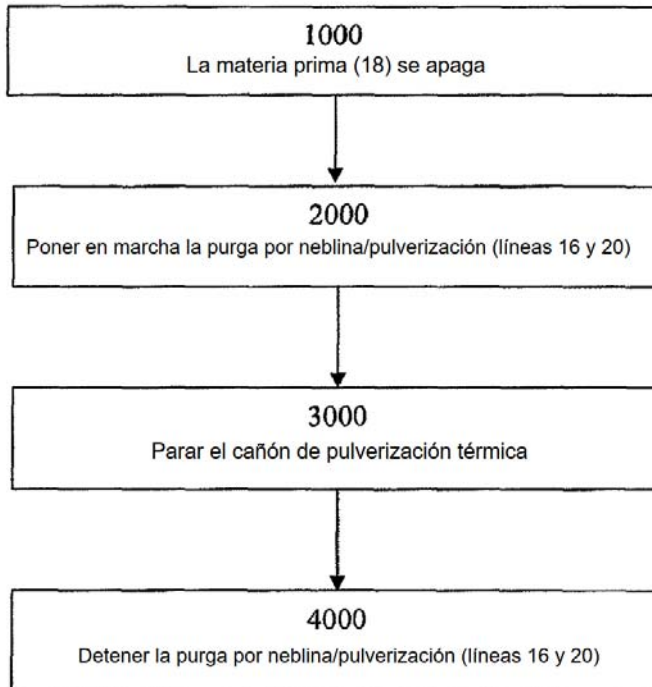 1000
La materia prima (18) se apaga
2000
Poner en marcha la purga por neblina/pulverización (líneas 16 y 20)
3000
Parar el cañón de pulverización térmica
4000
Detener la purga por neblina/pulverización (líneas 16 y 20)